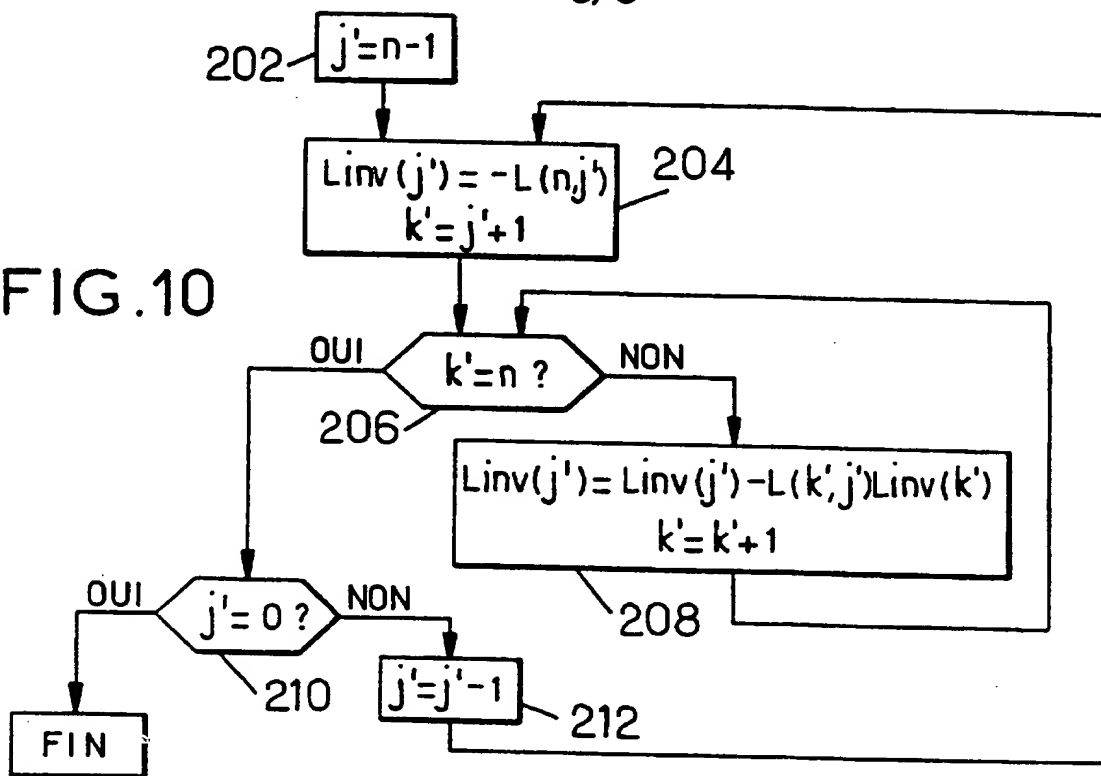 202
j'=n-1
Linv(j')=-L(n,j')
k'=j'+1
204
FIG.10
OUI
k'=n ?
NON
206
Linv(j')=Linv(j')-L(k',j')Linv(k')
k'=k'+1
208
OUI
j'=0 ?
NON
210
j'=j'-1
212
FIN